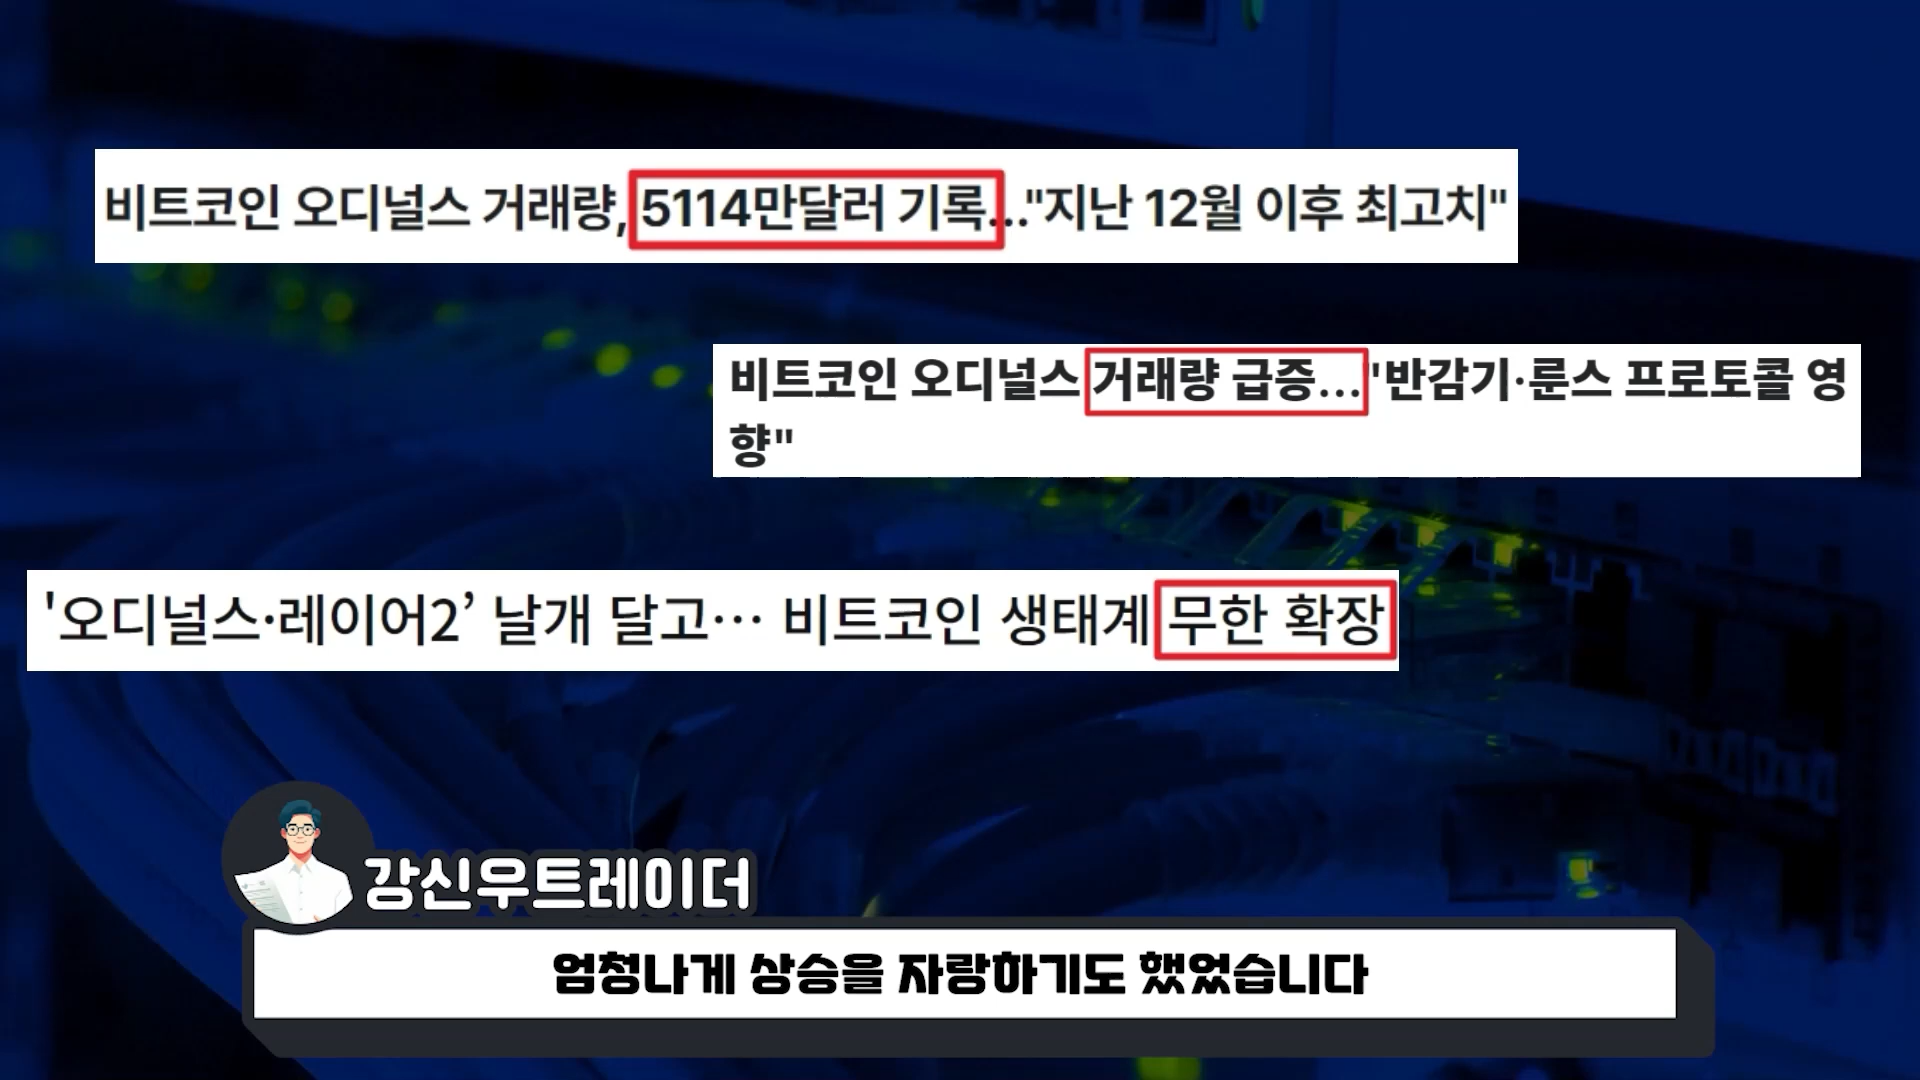 비트코인 오디널스 거래량, 5114만달러 기록..."지난 12월 이후 최고치"
비트코인 오디널스 거래량 급증..."반감기·룬스 프로토콜 영
향"
'오디널스·레이어2’ 날개 달고… 비트코인 생태계 무한 확장
강신우트레이더
엄청나게 상승을 자랑하기도 했었습니다